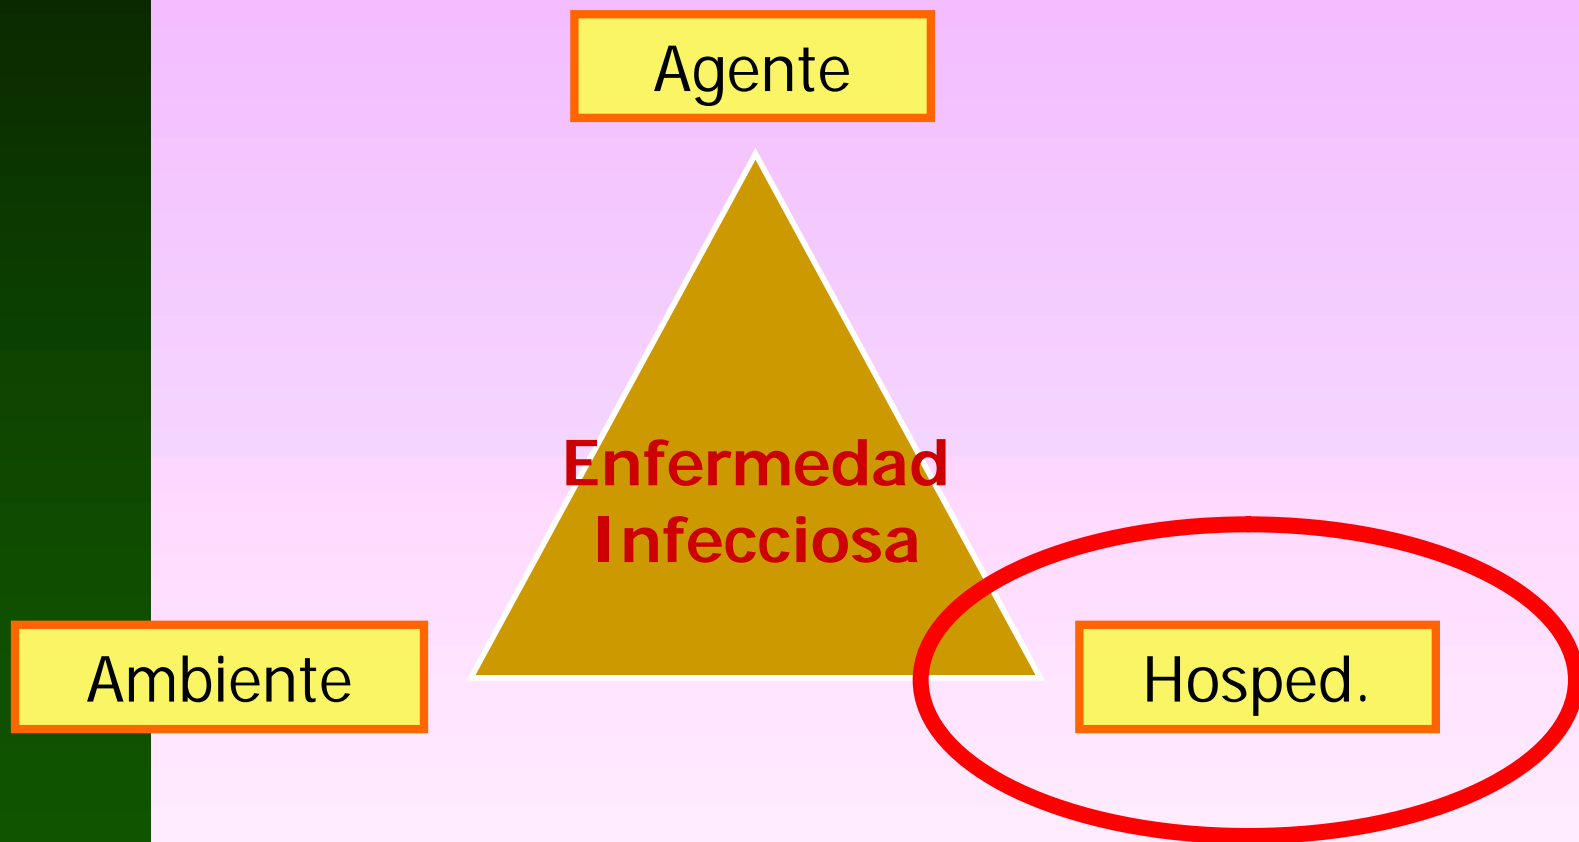 Agente
Enfermedad
Infecciosa
Ambiente
Hosped.